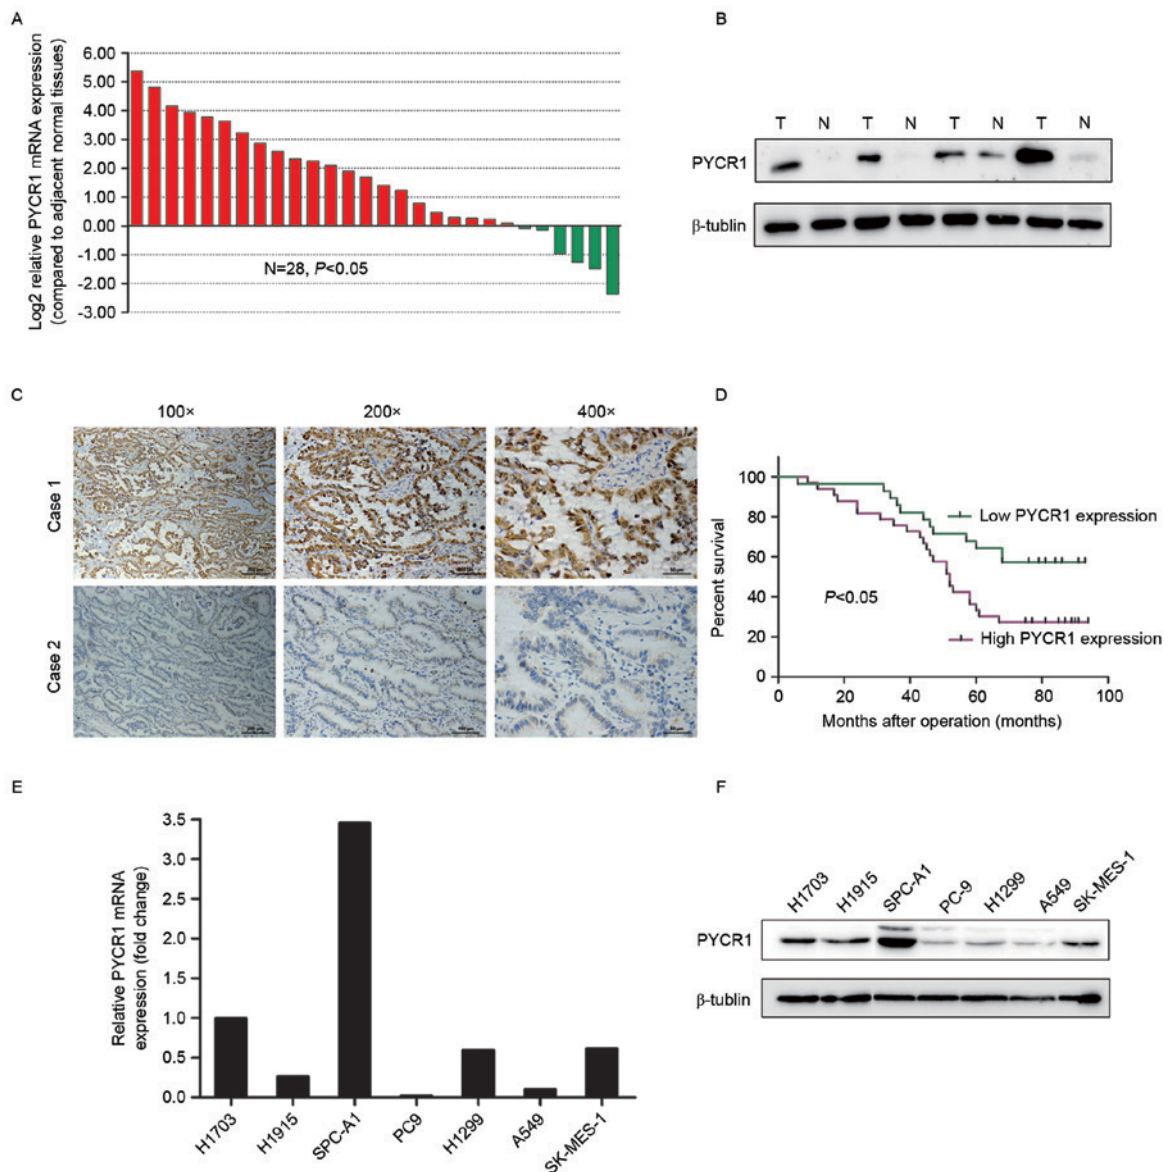 A
Log2 relative PYCR1 mRNA expression
(compared to adjacent normal tissues)
6.00
5.00
4.00
3.00
2.00
1.00
0.00
-1.00
-2.00
-3.00
N=28, P<0.05
B
T N T N T N T N
PYCR1
β-tublin
C
100× 200× 400×
Case 1
Case 2
D
Percent survival
100
80
60
40
20
0
Low PYCR1 expression
P<0.05
High PYCR1 expression
0 20 40 60 80 100
Months after operation (months)
E
Relative PYCR1 mRNA
expression (fold change)
3.5
3.0
2.5
2.0
1.5
1.0
0.5
0.0
H1703 H1915 SPC-A1 PC9 H1299 A549 SK-MES-1
F
H1703 H1915 SPC-A1 PC-9 H1299 A549 SK-MES-1
PYCR1
β-tublin